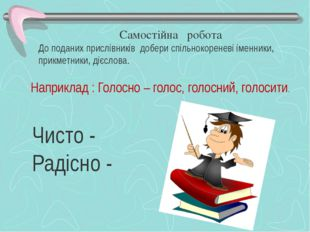 Самостійна робота
До поданих прислівників добери спільнокореневі іменники,
прикметники, дієслова.
Наприклад : Голосно – голос, голосний, голосити.
Чисто -
Радісно -